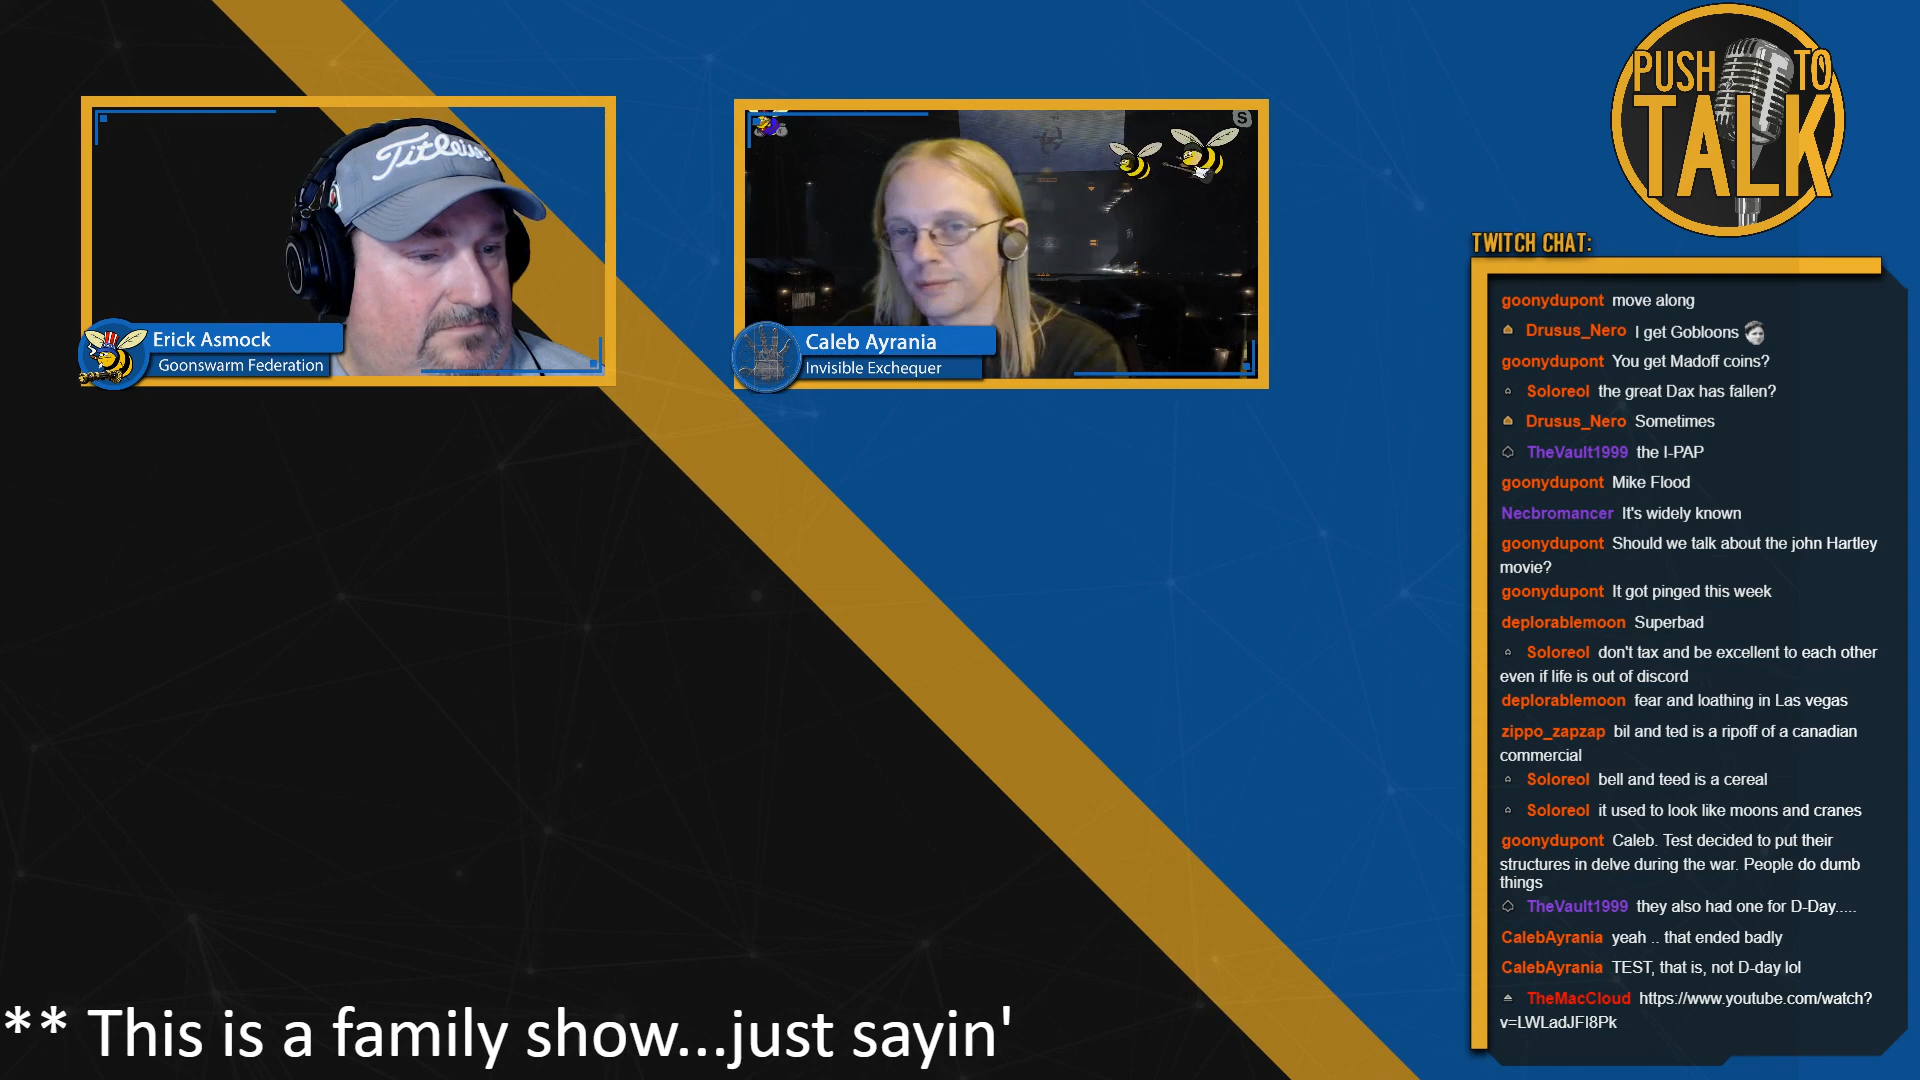 PUSH TO
TALK
Titleist
S
Erick Asmock
Goonswarm Federation
Caleb Ayrania
Invisible Exchequer
TWITCH CHAT:
goonydupont move along
Drusus_Nero I get Gobloons
goonydupont You get Madoff coins?
Soloreol the great Dax has fallen?
Drusus_Nero Sometimes
TheVault1999 the I-PAP
goonydupont Mike Flood
Necbromancer It's widely known
goonydupont Should we talk about the john Hartley
movie?
goonydupont It got pinged this week
deplorablemoon Superbad
Soloreol don't tax and be excellent to each other
even if life is out of discord
deplorablemoon fear and loathing in Las vegas
zippo_zapzap bil and ted is a ripoff of a canadian
commercial
Soloreol bell and teed is a cereal
Soloreol it used to look like moons and cranes
goonydupont Caleb. Test decided to put their
structures in delve during the war. People do dumb
things
TheVault1999 they also had one for D-Day.....
CalebAyrania yeah .. that ended badly
CalebAyrania TEST, that is, not D-day lol
TheMacCloud https://www.youtube.com/watch?
v=LWLadJFI8Pk
** This is a family show...just sayin'